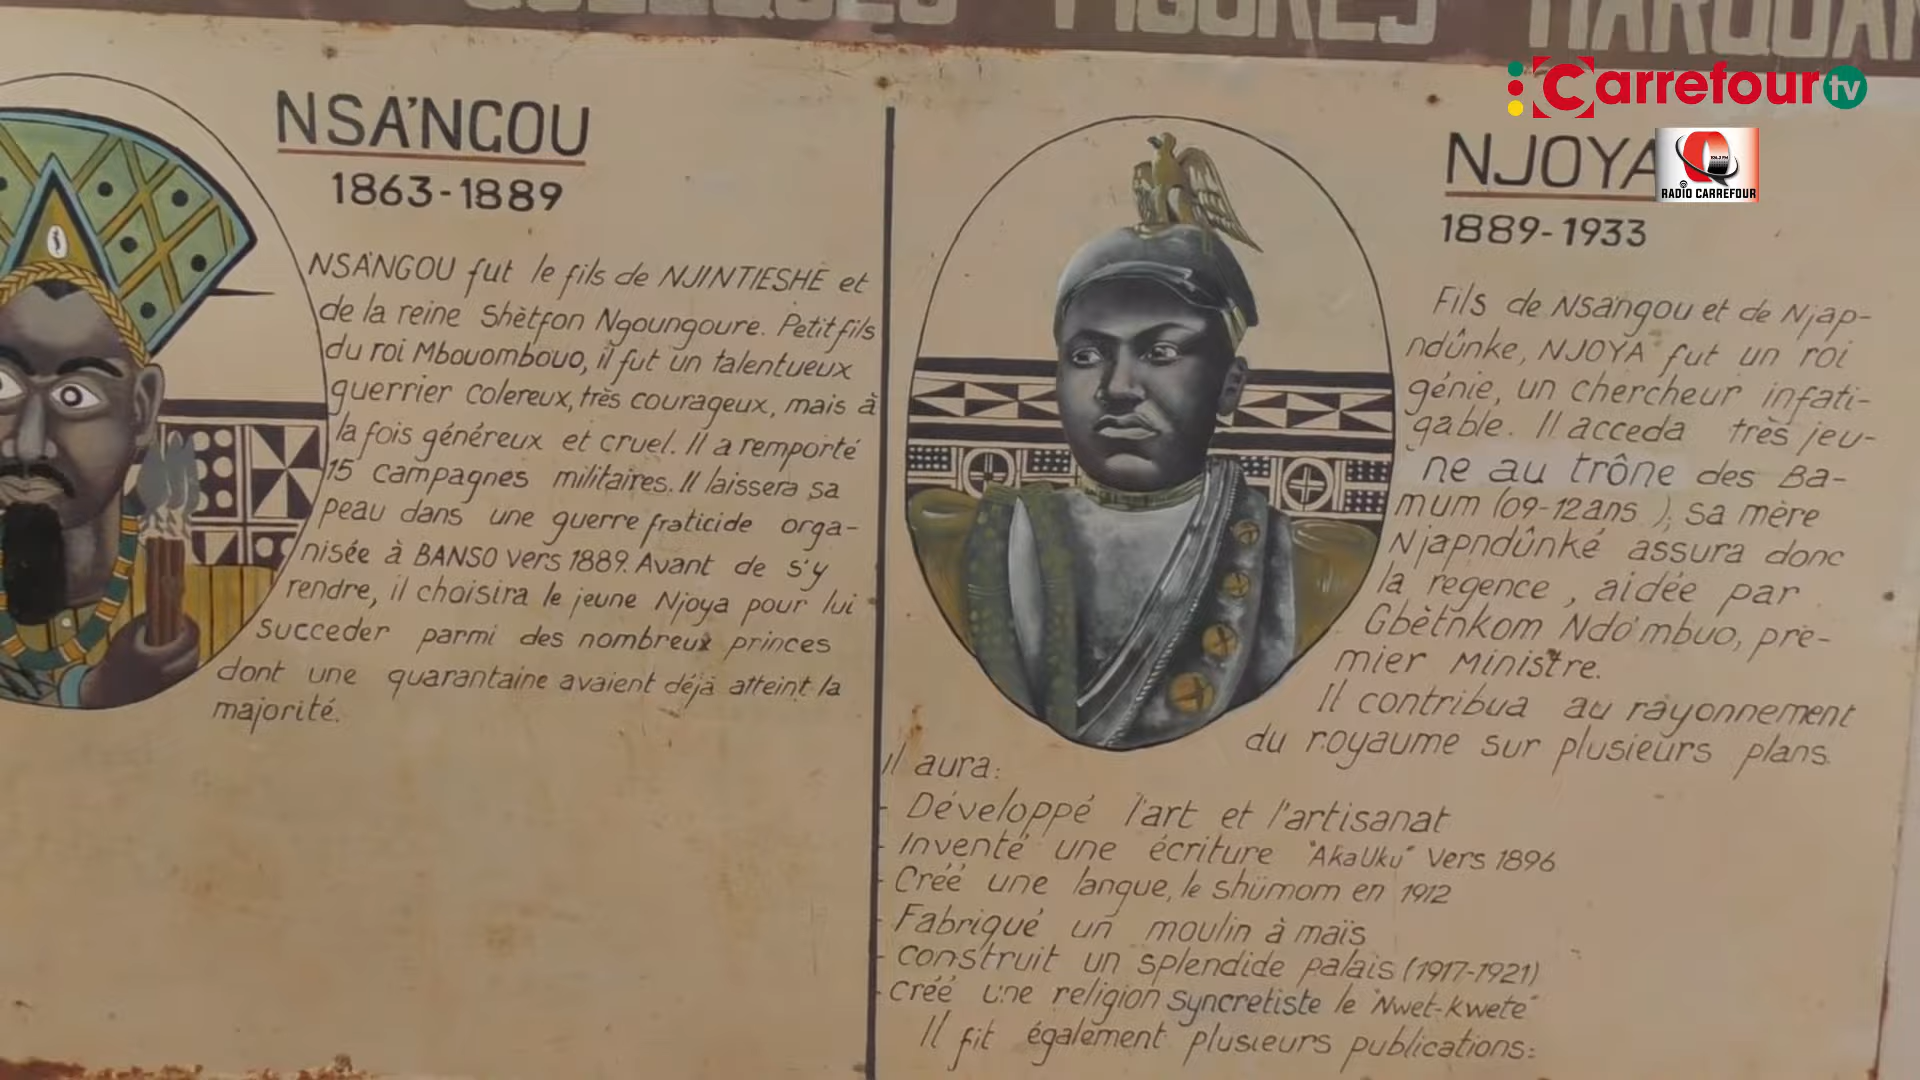 QUELQUES FIGURES MARQUAN
Carrefour tv
RADIO CARREFOUR
NSA'NGOU
1863-1889
NSA'NGOU fut le fils de NJINTIESHE et
de la reine Shètfon Ngoungoure. Petit fils
du roi Mbouombouo, il fut un talentueux
guerrier colereux, très courageux, mais à
la fois généreux et cruel. Il a remporté
15 campagnes militaires. Il laissera sa
peau dans une guerre fraticide orga-
nisée à BANSO vers 1889. Avant de s'y
rendre, il choisira le jeune Njoya pour lui
succeder parmi des nombreux princes
dont une quarantaine avaient déjà atteint la
majorité.
NJOYA
1889-1933
Fils de Nsangou et de Njap-
ndûnke, NJOYA fut un roi
génie, un chercheur infati-
gable. Il acceda très jeu-
ne au trône des Ba-
mum (09-12ans), sa mère
Njapndûnké assura donc
la regence, aidée par
Gbètnkom Ndo'mbuo, pre-
mier Ministre.
Il contribua au rayonnement
du royaume sur plusieurs plans.
il aura:
- Développé l'art et l'artisanat
- Inventé une écriture "AkaUku" vers 1896
- Créé une langue, le shümom en 1912
- Fabriqué un moulin à maïs
- construit un splendide palais (1917-1921)
- créé une religion syncretiste le "Nwet-kwete"
Il fit également plusieurs publications: